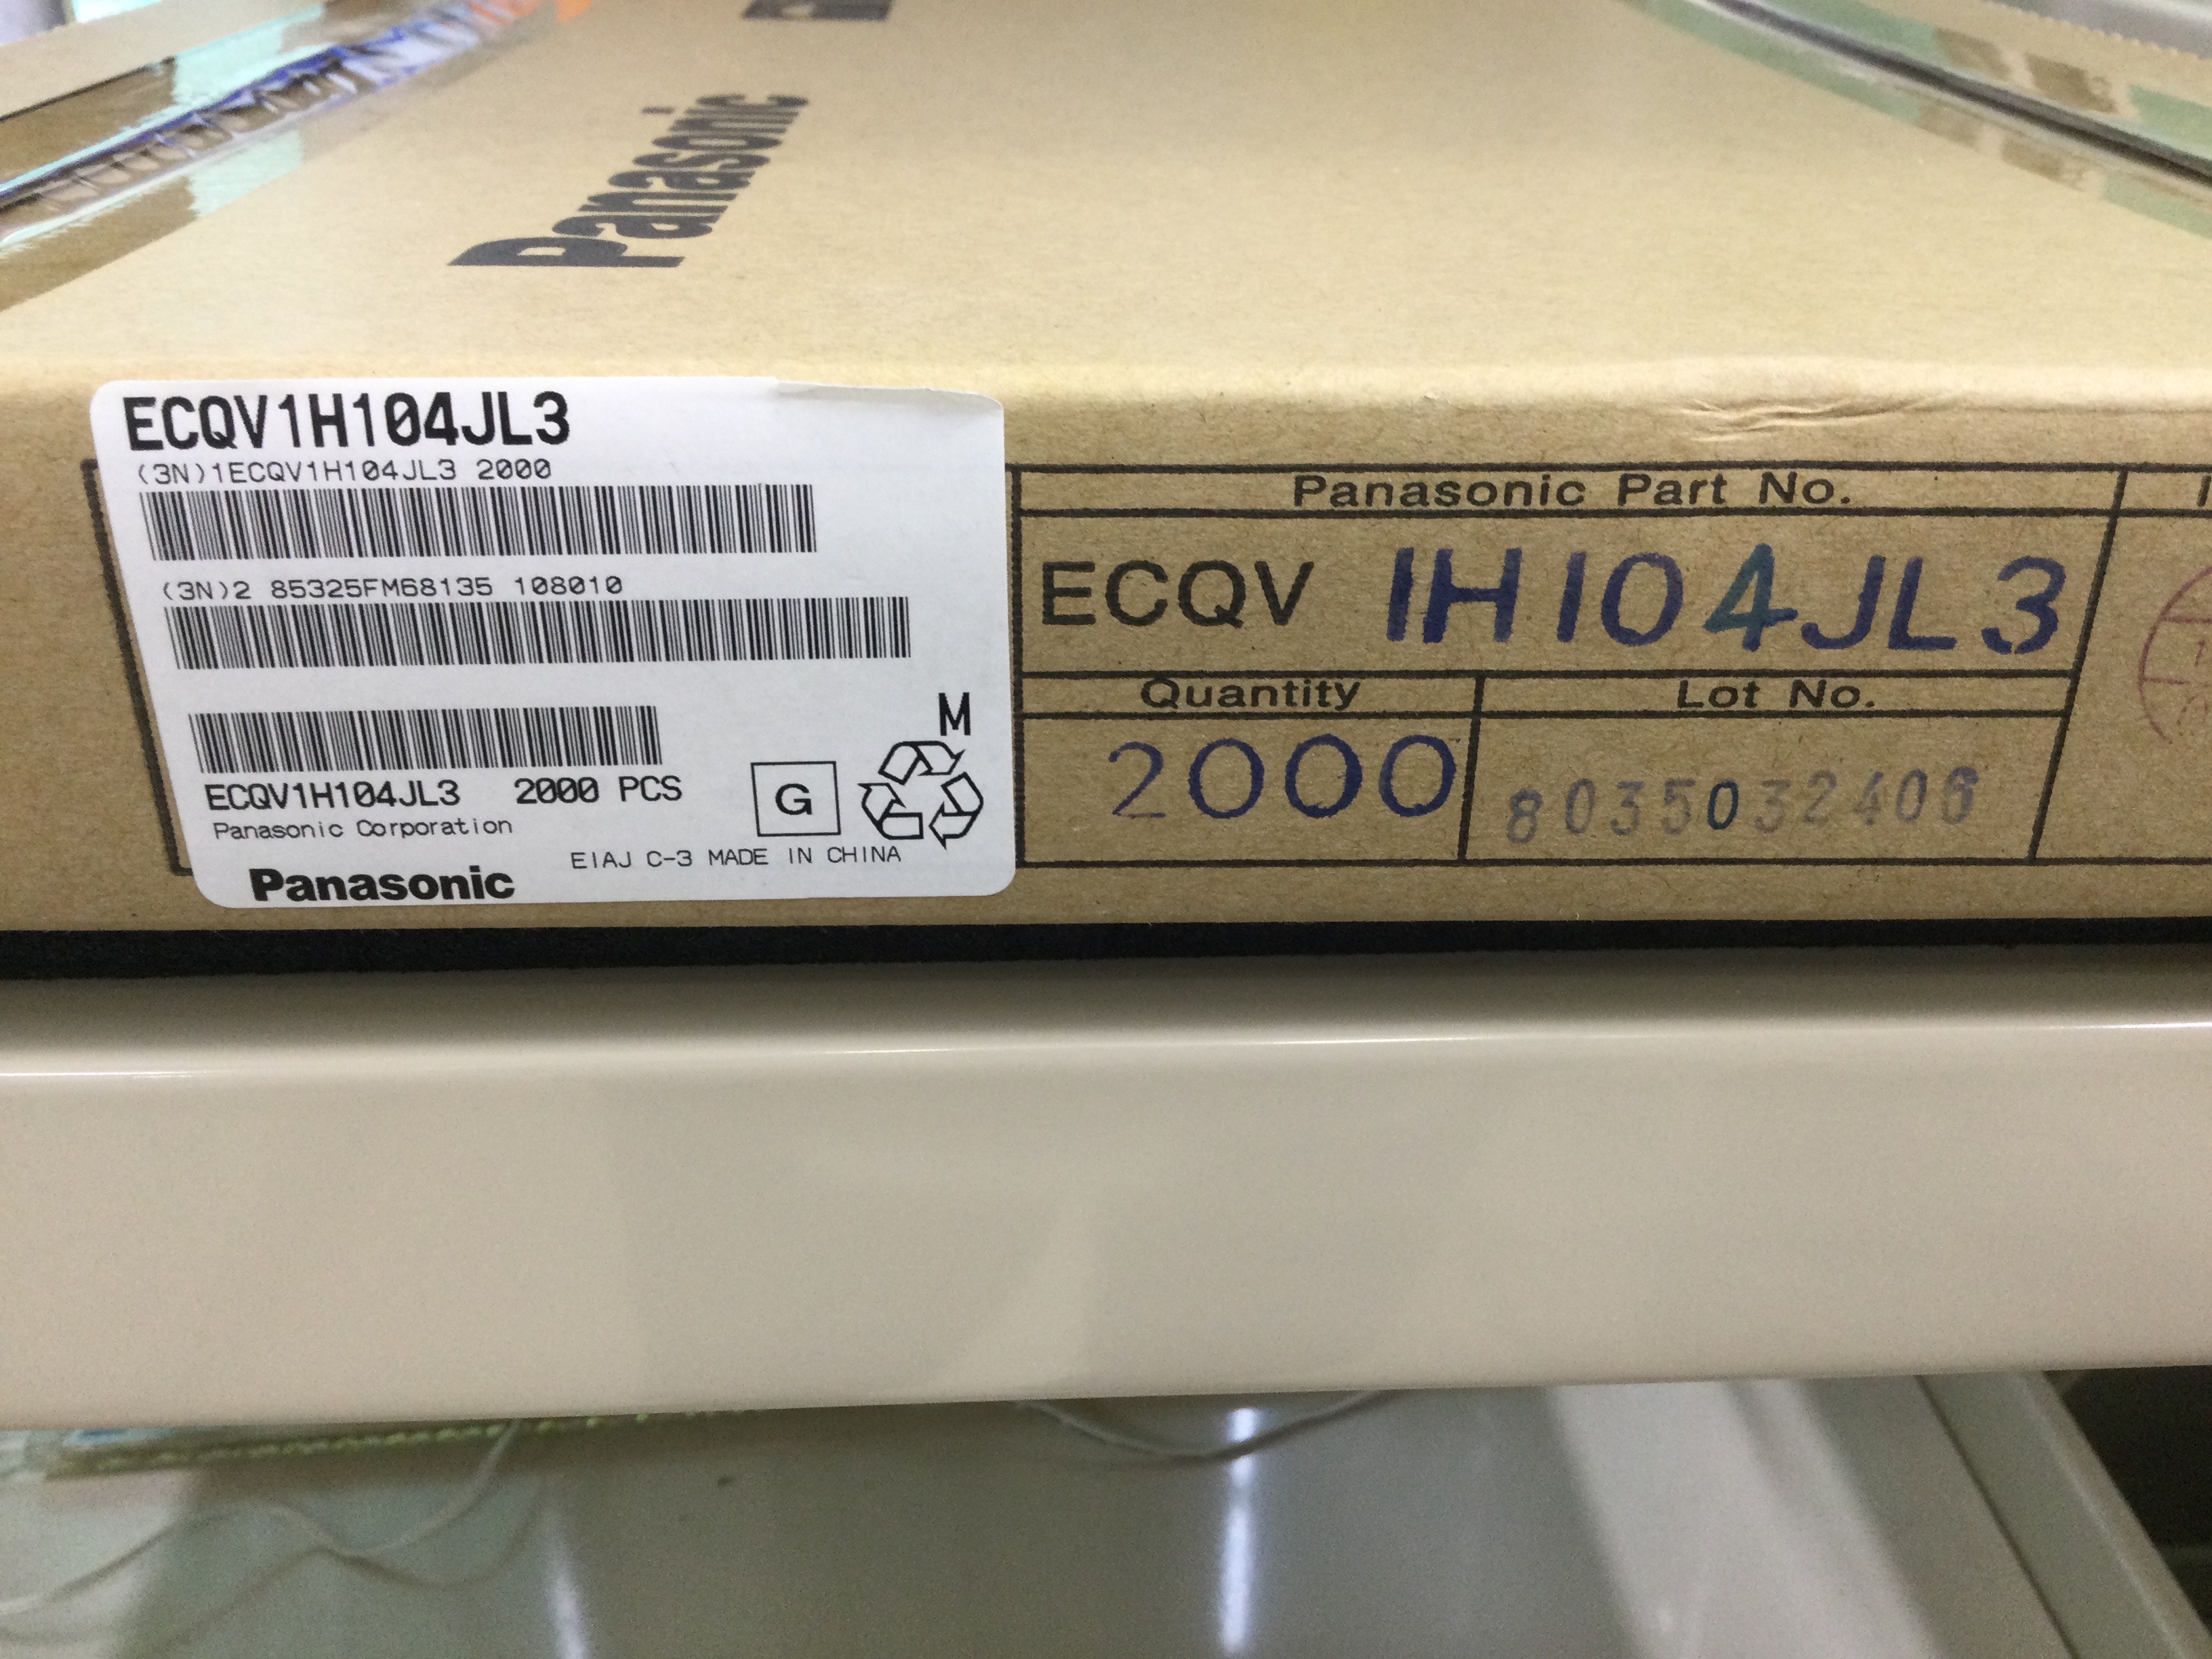 Panasonic
ECQV1H104JL3
(3N)1ECQV1H104JL3 2000
(3N)2 85325FM68135 108010
M
ECQV1H104JL3 2000 PCS
G
Panasonic Corporation
EIAJ C-3 MADE IN CHINA
Panasonic
Panasonic Part No.
ECQV 1H104JL3
Quantity
Lot No.
2000
8035032406